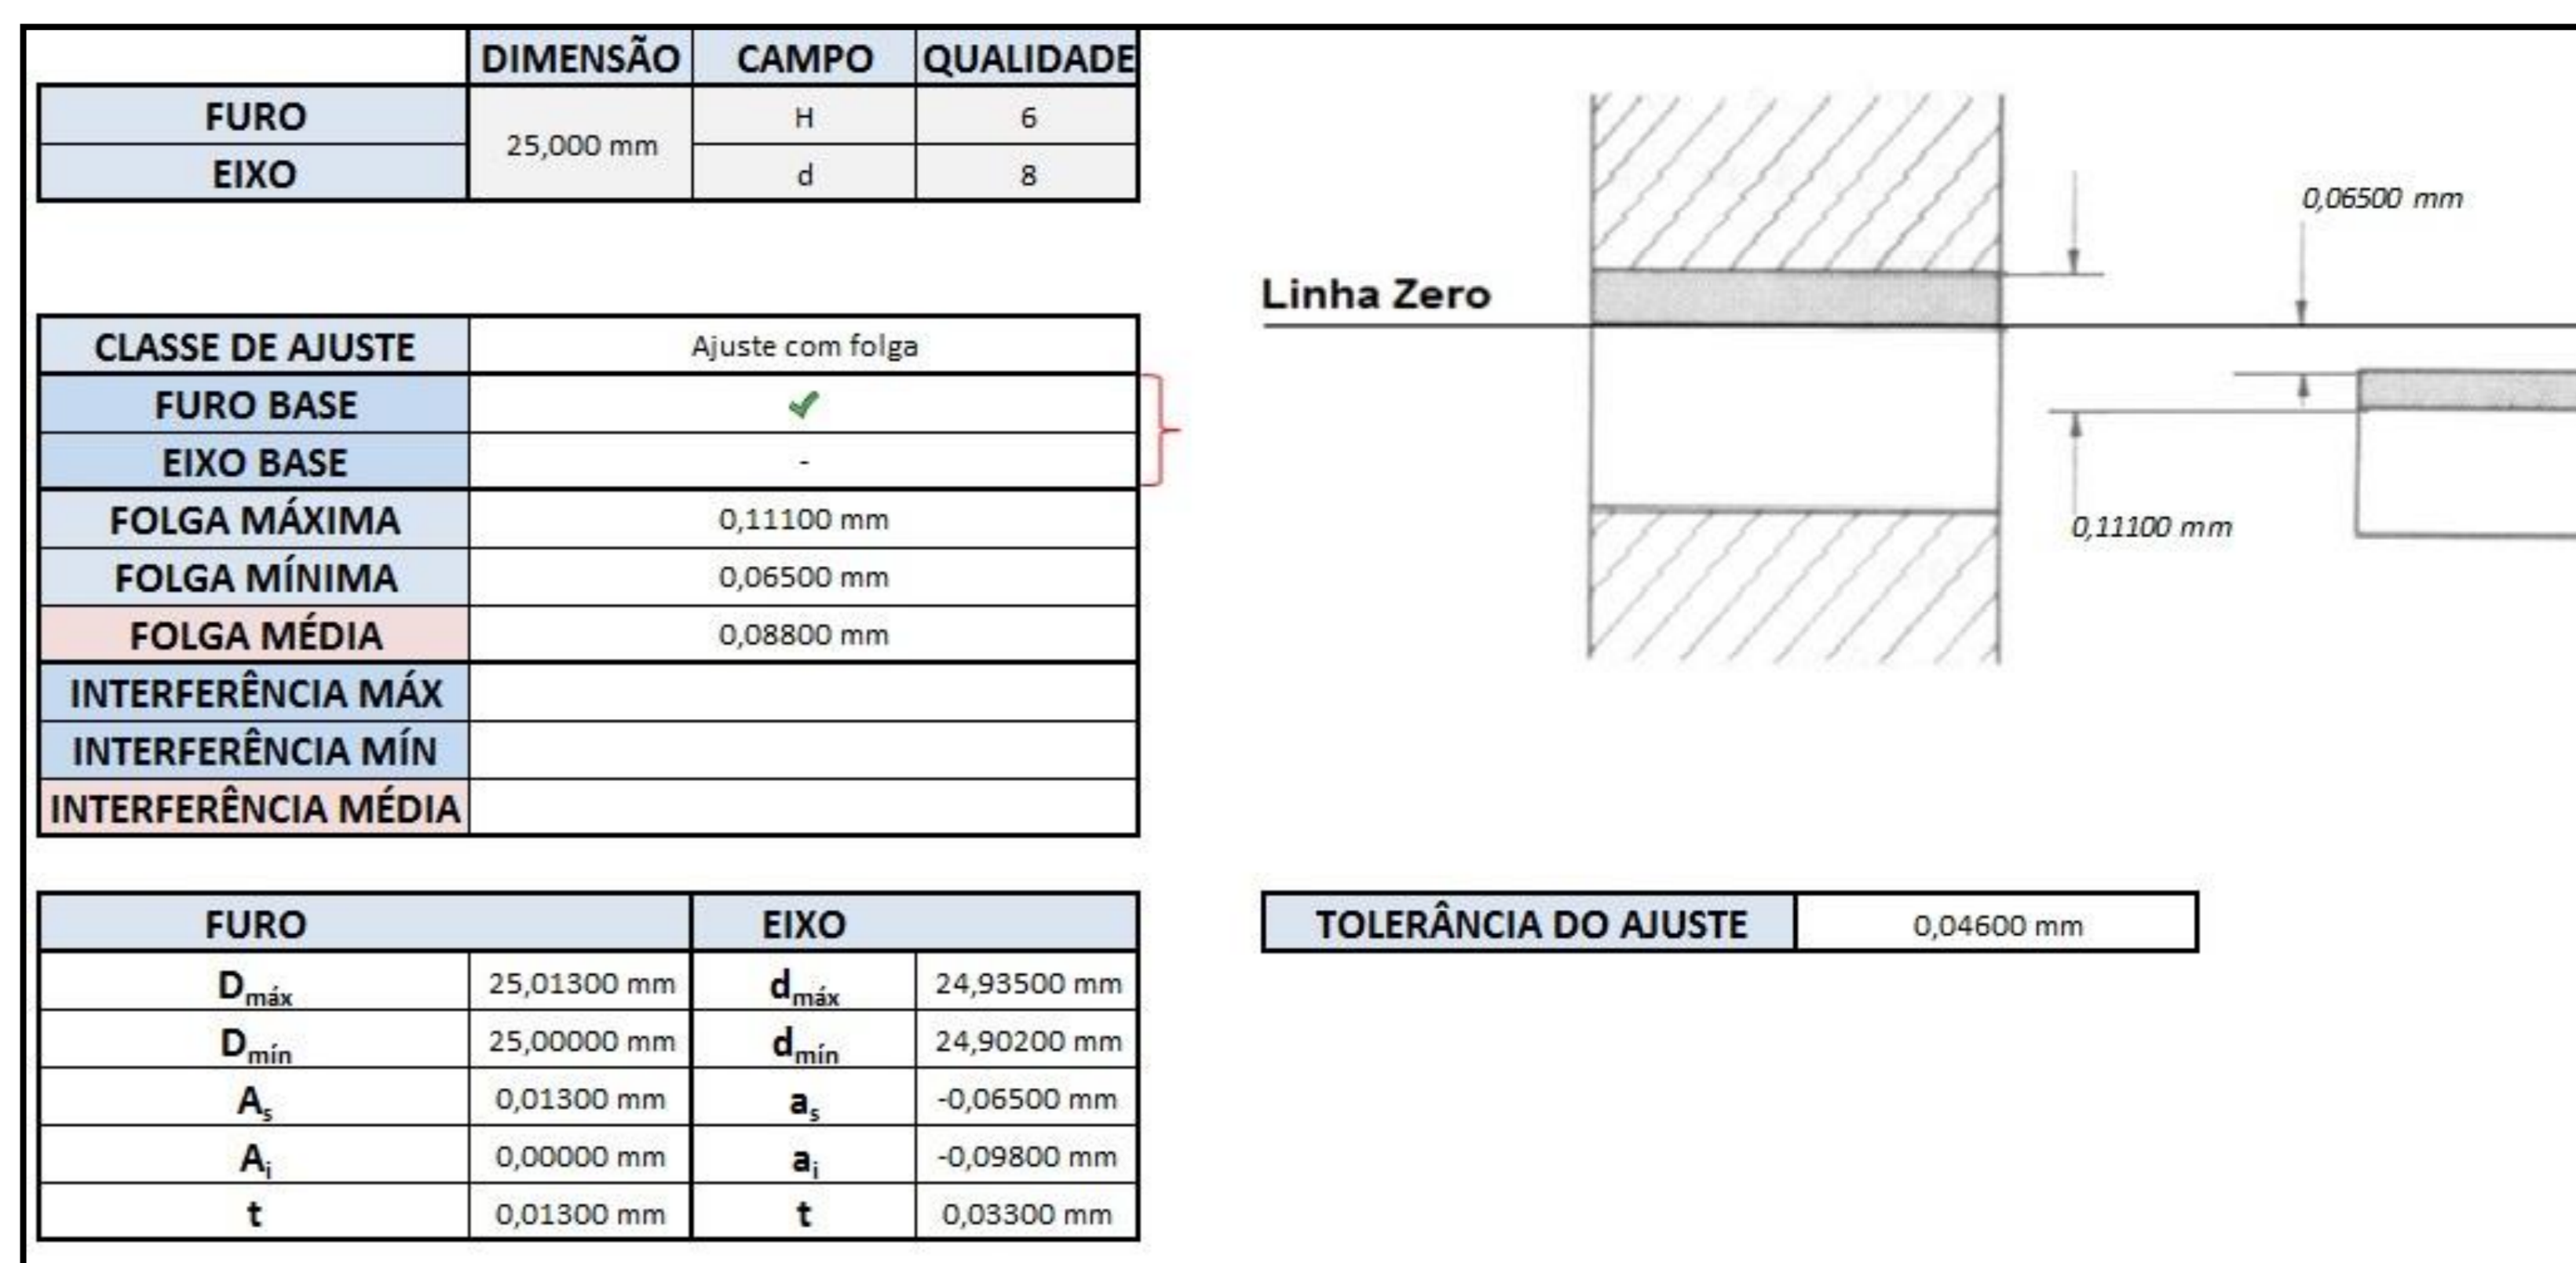 DIMENSÃO CAMPO QUALIDADE
FURO 25,000 mm H 6
EIXO d 8
0,06500 mm
Linha Zero
CLASSE DE AJUSTE Ajuste com folga
FURO BASE ✔
EIXO BASE -
FOLGA MÁXIMA 0,11100 mm
0,11100 mm
FOLGA MÍNIMA 0,06500 mm
FOLGA MÉDIA 0,08800 mm
INTERFERÊNCIA MÁX
INTERFERÊNCIA MÍN
INTERFERÊNCIA MÉDIA
FURO EIXO
TOLERÂNCIA DO AJUSTE 0,04600 mm
Dmáx 25,01300 mm dmáx 24,93500 mm
Dmín 25,00000 mm dmín 24,90200 mm
As 0,01300 mm as -0,06500 mm
Ai 0,00000 mm ai -0,09800 mm
t 0,01300 mm t 0,03300 mm